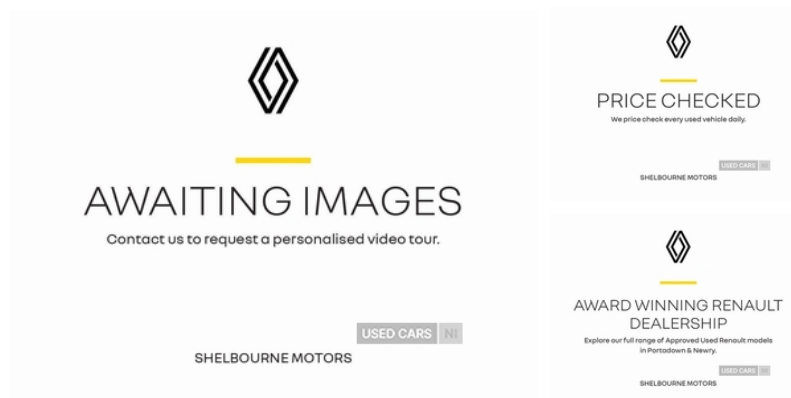 AWAITING IMAGES
Contact us to request a personalised video tour.
USED CARS NI
SHELBOURNE MOTORS
PRICE CHECKED
We price check every used vehicle daily.
USED CARS NI
SHELBOURNE MOTORS
AWARD WINNING RENAULT
DEALERSHIP
Explore our full range of Approved Used Renault models
in Portadown & Newry.
USED CARS NI
SHELBOURNE MOTORS